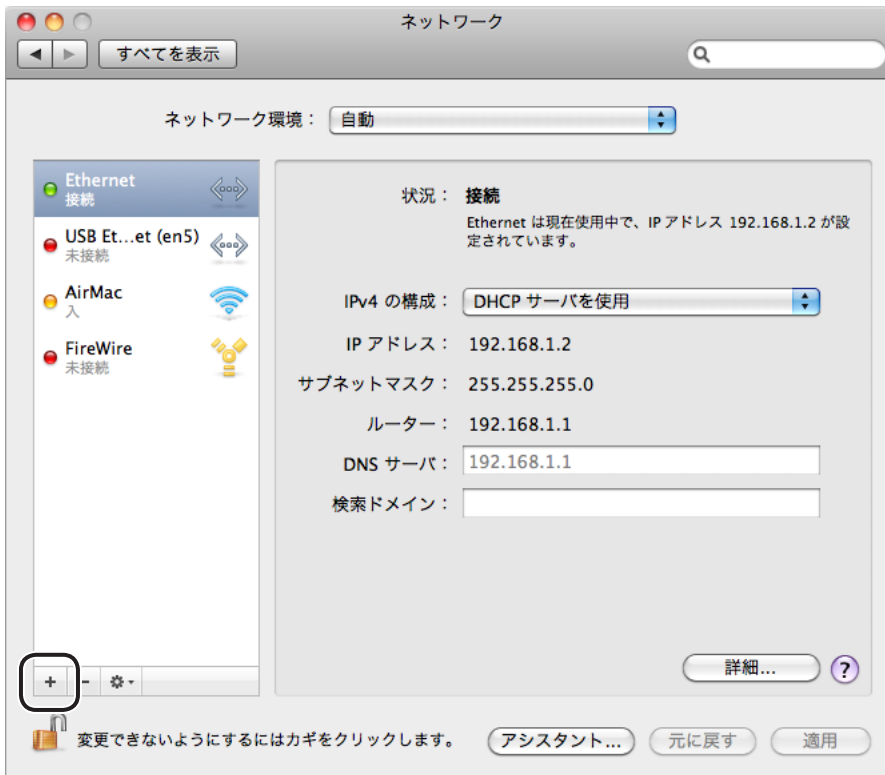 ネットワーク
すべてを表示
ネットワーク環境： 自動
Ethernet
接続
USB Et...et (en5)
未接続
AirMac
入
FireWire
未接続
状況： 接続
Ethernet は現在使用中で、IP アドレス 192.168.1.2 が設
定されています。
IPv4 の構成： DHCP サーバを使用
IP アドレス： 192.168.1.2
サブネットマスク： 255.255.255.0
ルーター： 192.168.1.1
DNS サーバ： 192.168.1.1
検索ドメイン：
詳細... ?
+ -
変更できないようにするにはカギをクリックします。
アシスタント... 元に戻す 適用